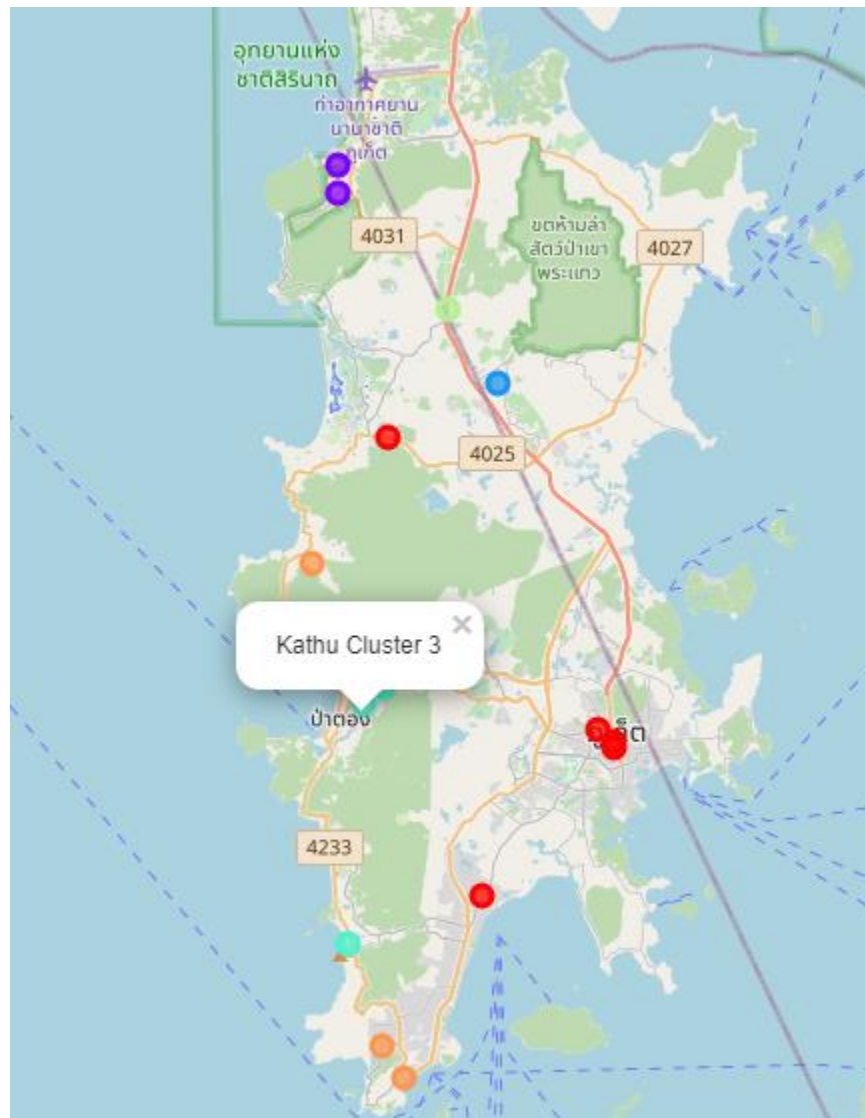 อุทยานแห่ง
ชาติสิรินาถ
ท่าอากาศยาน
นานาชาติ
ภูเก็ต
4031
ขตห้ามล่า
สัตว์ป่าเขา
พระแทว
4027
4025
Kathu Cluster 3
×
ป่าตอง
4233